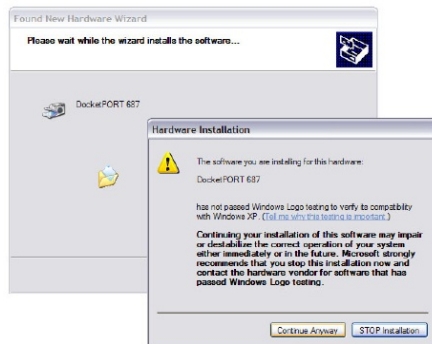 Found New Hardware Wizard
Please wait while the wizard installs the software...
DocketPORT 687
Hardware Installation
The software you are installing for this hardware:
DocketPORT 687
has not passed Windows Logo testing to verify its compatibility
with Windows XP. (Tell me why this testing is important.)
Continuing your installation of this software may impair
or destabilize the correct operation of your system
either immediately or in the future. Microsoft strongly
recommends that you stop this installation now and
contact the hardware vendor for software that has
passed Windows Logo testing.
Continue Anyway
STOP Installation